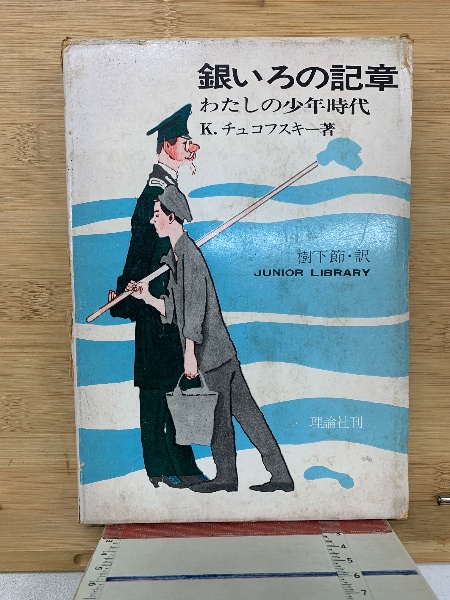 銀いろの記章
わたしの少年時代
K.チュコフスキー著
樹下節・訳
JUNIOR LIBRARY
理論社刊